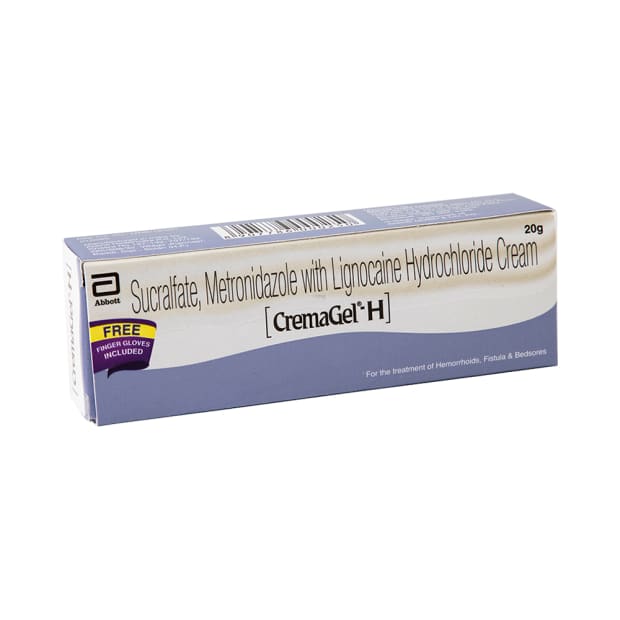 20g
Abbott
Sucralfate, Metronidazole with Lignocaine Hydrochloride Cream
[CremaGel®-H]
FREE
FINGER GLOVES
INCLUDED
For the treatment of Hemorrhoids, Fistula & Bedsores
CremaGel®-H]